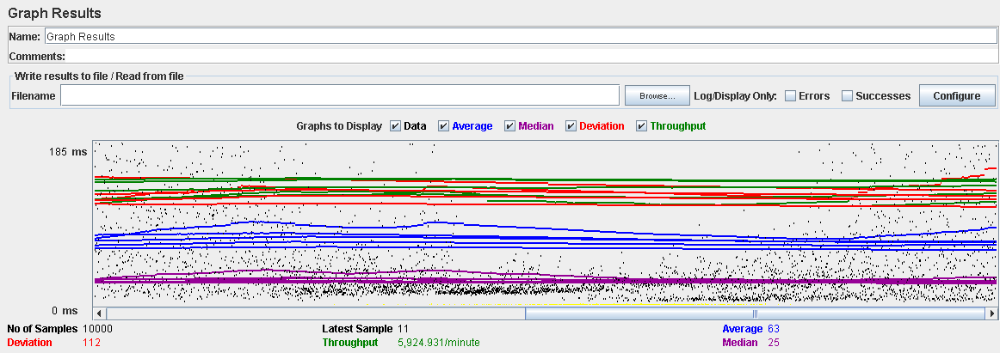 Graph Results
Name: Graph Results
Comments:
Write results to file / Read from file
Filename Browse... Log/Display Only: Errors Successes Configure
Graphs to Display Data Average Median Deviation Throughput
185 ms
0 ms
No of Samples 10000 Latest Sample 11 Average 63
Deviation 112 Throughput 5,924.931/minute Median 25